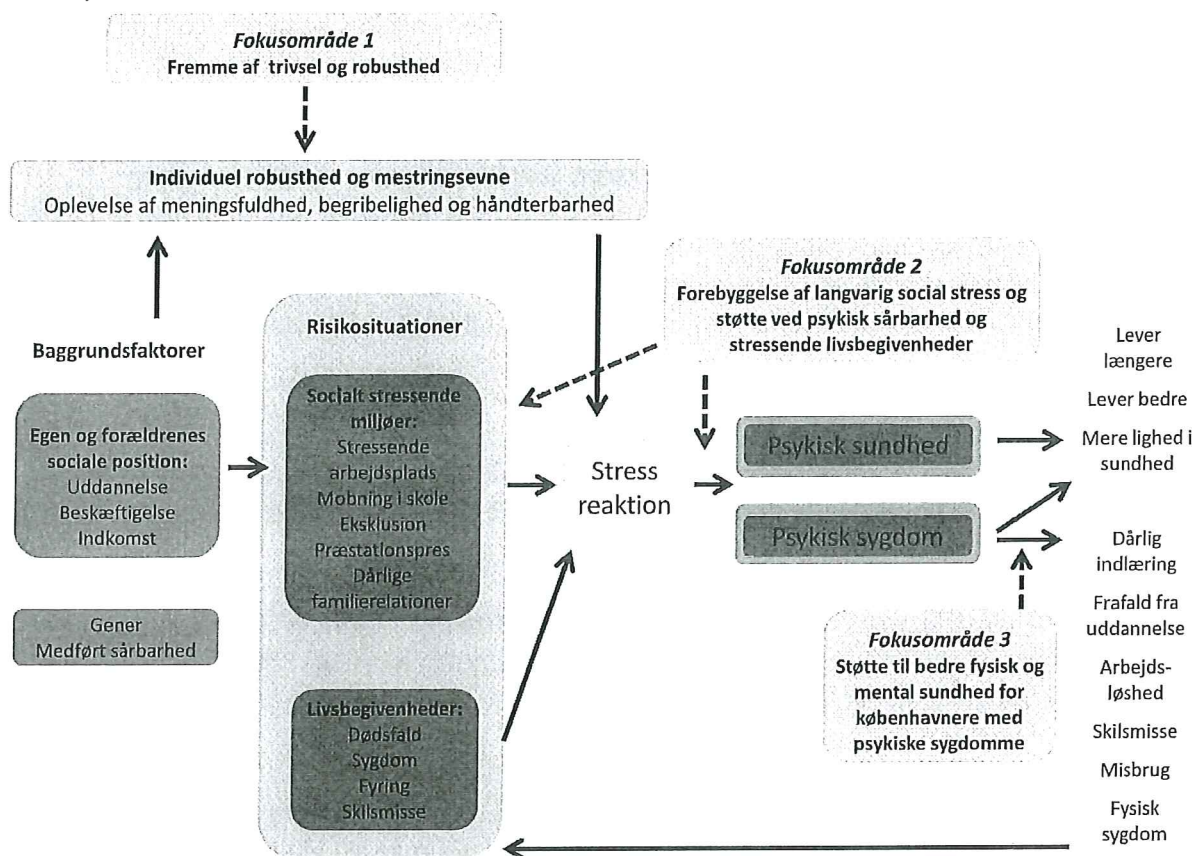 Fokusområde 1
Fremme af trivsel og robusthed
Individuel robusthed og mestringsevne
Oplevelse af meningsfuldhed, begribelighed og håndterbarhed
Baggrundsfaktorer
Egen og forældrenes
sociale position:
Uddannelse
Beskæftigelse
Indkomst
Gener
Medført sårbarhed
Risikosituationer
Socialt stressende
miljøer:
Stressende
arbejdsplads
Mobning i skole
Eksklusion
Præstationspres
Dårlige
familierelationer
Livsbegivenheder:
Dødsfald
Sygdom
Fyring
Skilsmisse
Stress
reaktion
Fokusområde 2
Forebyggelse af langvarig social stress og
støtte ved psykisk sårbarhed og
stressende livsbegivenheder
Psykisk sundhed
Psykisk sygdom
Fokusområde 3
Støtte til bedre fysisk og
mental sundhed for
københavnere med
psykiske sygdomme
Lever
længere
Lever bedre
Mere lighed i
sundhed
Dårlig
indlæring
Frafald fra
uddannelse
Arbejds-
løshed
Skilsmisse
Misbrug
Fysisk
sygdom